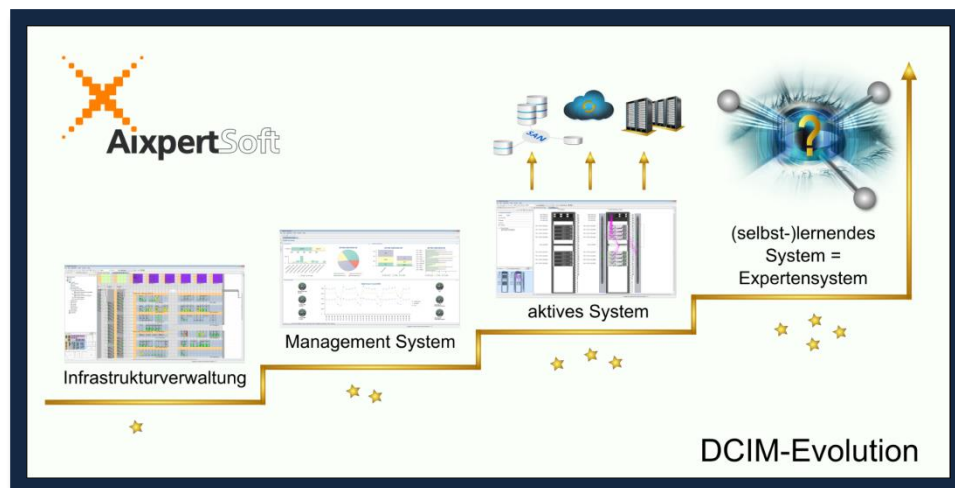 AixpertSoft
SAN
?
(selbst-)lernendes
System =
Expertensystem
aktives System
Management System
Infrastrukturverwaltung
DCIM-Evolution